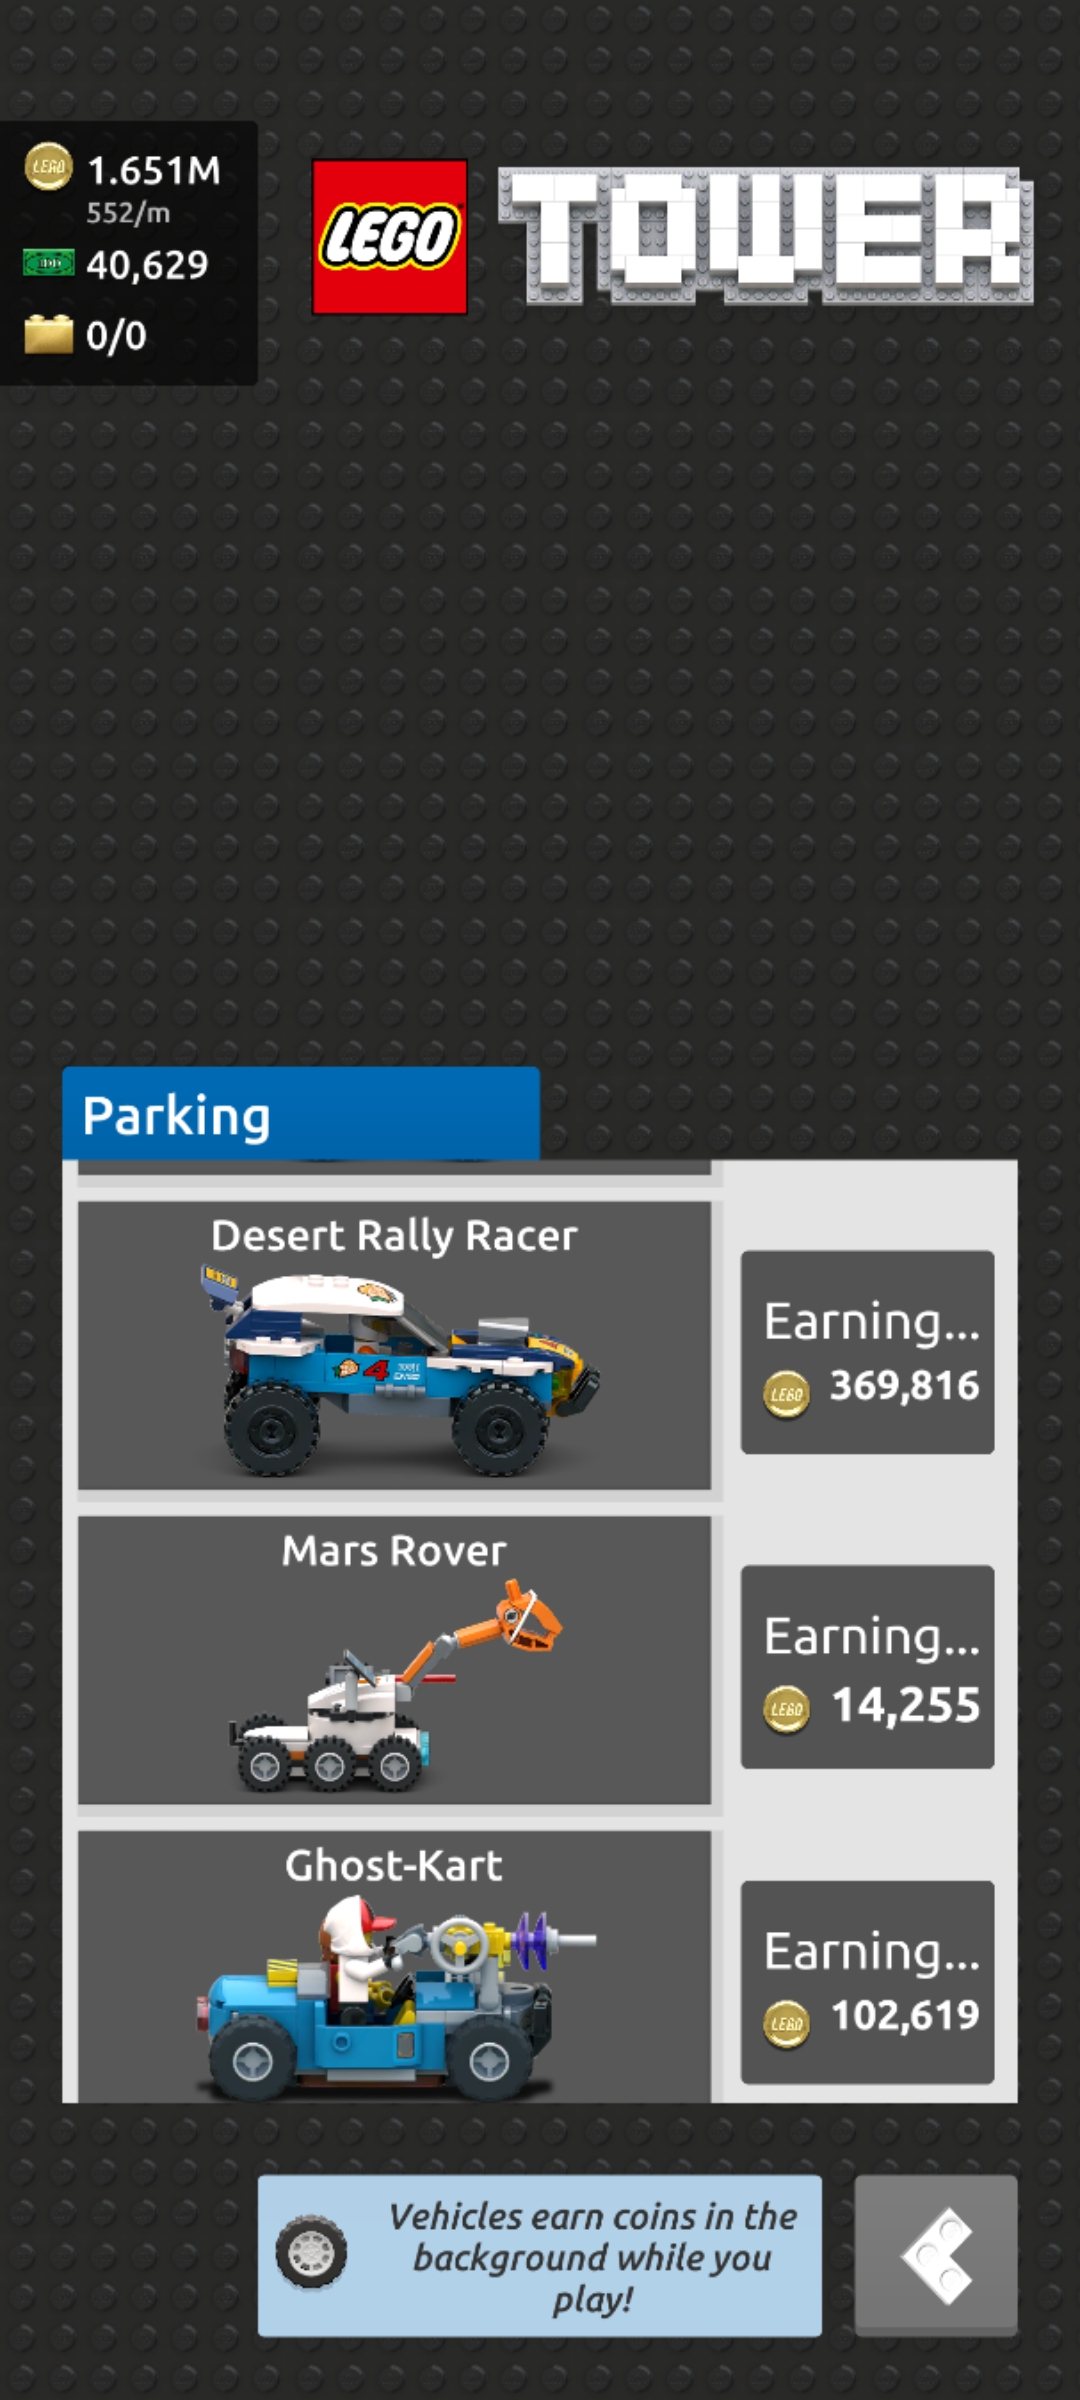 1.651M
552/m
40,629
0/0
LEGO
TOWER
Parking
Desert Rally Racer
4
Earning...
369,816
Mars Rover
Earning...
14,255
Ghost-Kart
Earning...
102,619
Vehicles earn coins in the
background while you
play!